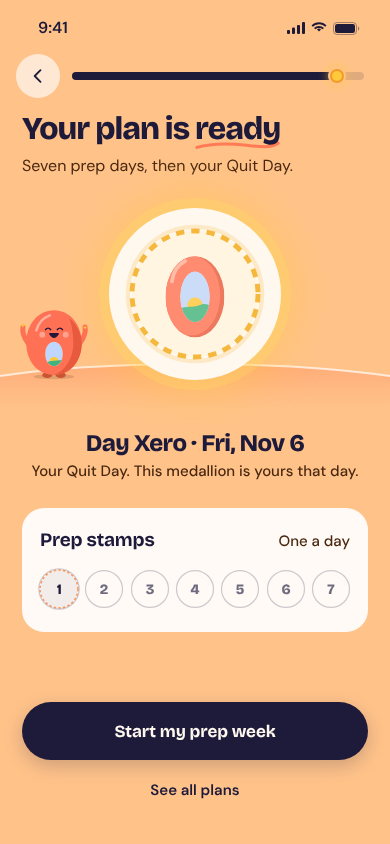 9:41
Your plan is ready
Seven prep days, then your Quit Day.
Day Xero · Fri, Nov 6
Your Quit Day. This medallion is yours that day.
Prep stamps One a day
1 2 3 4 5 6 7
Start my prep week
See all plans